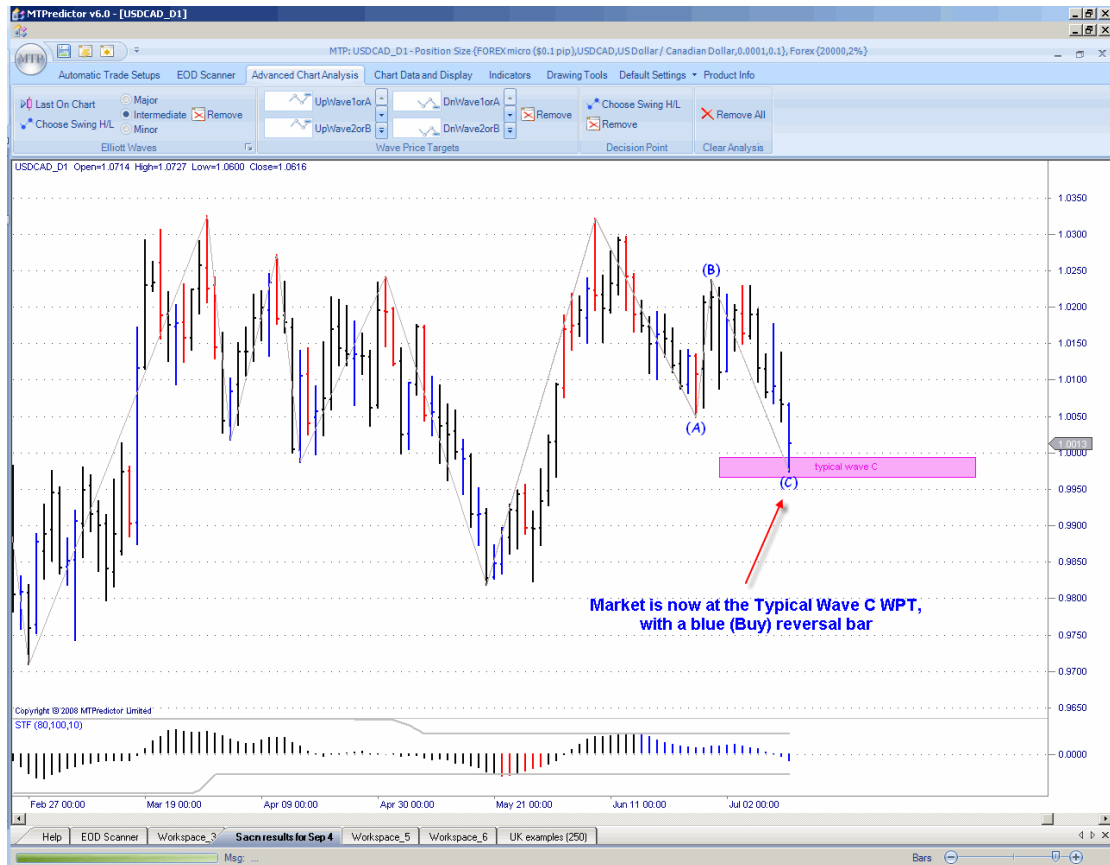 MTPredictor v6.0 - [USDCAD_D1]
MTP: USDCAD_D1 - Position Size {FOREX micro ($0.1 pip),USDCAD,US Dollar / Canadian Dollar,0.0001,0.1}, Forex {20000,2%}
MTP
Automatic Trade Setups EOD Scanner Advanced Chart Analysis Chart Data and Display Indicators Drawing Tools Default Settings Product Info
Last On Chart
Choose Swing H/L
Major
Intermediate
Minor
Remove
Elliott Waves
UpWave1orA
UpWave2orB
DnWave1orA
DnWave2orB
Remove
Wave Price Targets
Choose Swing H/L
Remove
Decision Point
Remove All
Clear Analysis
USDCAD_D1 Open=1.0714 High=1.0727 Low=1.0600 Close=1.0616
1.0350
1.0300
1.0250
1.0200
1.0150
1.0100
1.0050
1.0013
1.0000
0.9950
0.9900
0.9850
0.9800
0.9750
0.9700
0.9650
(B)
(A)
typical wave C
(C)
Market is now at the Typical Wave C WPT,
with a blue (Buy) reversal bar
Copyright © 2008 MTPredictor Limited
STF (80,100,10)
0.0000
Feb 27 00:00 Mar 19 00:00 Apr 09 00:00 Apr 30 00:00 May 21 00:00 Jun 11 00:00 Jul 02 00:00
Help EOD Scanner Workspace_3 Sacn results for Sep 4 Workspace_5 Workspace_6 UK examples (250)
Msg: ...
Bars